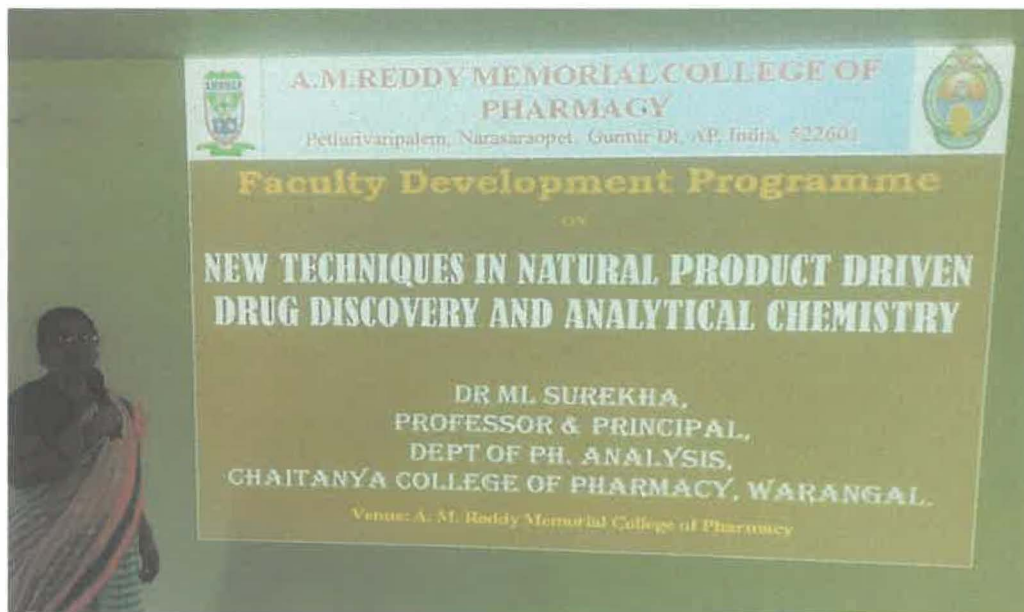 A.M.REDDY MEMORIAL COLLEGE OF
PHARMACY
Petlurivaripalem, Narasaraopet, Guntur Dt, AP, India, 522601
Faculty Development Programme
ON
NEW TECHNIQUES IN NATURAL PRODUCT DRIVEN
DRUG DISCOVERY AND ANALYTICAL CHEMISTRY
DR ML SUREKHA,
PROFESSOR & PRINCIPAL,
DEPT OF PH. ANALYSIS,
CHAITANYA COLLEGE OF PHARMACY, WARANGAL.
Venue: A. M. Reddy Memorial College of Pharmacy